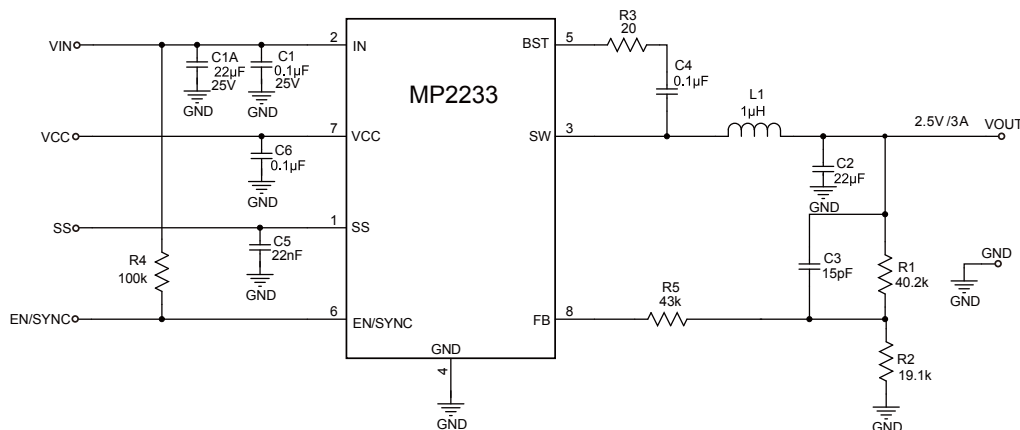 VIN
2
IN
C1A
22µF
25V
GND
C1
0.1µF
25V
GND
VCC
7
VCC
C6
0.1µF
GND
SS
1
SS
C5
22nF
GND
R4
100k
EN/SYNC
6
EN/SYNC
MP2233
GND
4
GND
BST
5
R3
20
C4
0.1µF
SW
3
L1
1µH
2.5V /3A
VOUT
C2
22µF
GND
C3
15pF
R1
40.2k
GND
GND
FB
8
R5
43k
R2
19.1k
GND